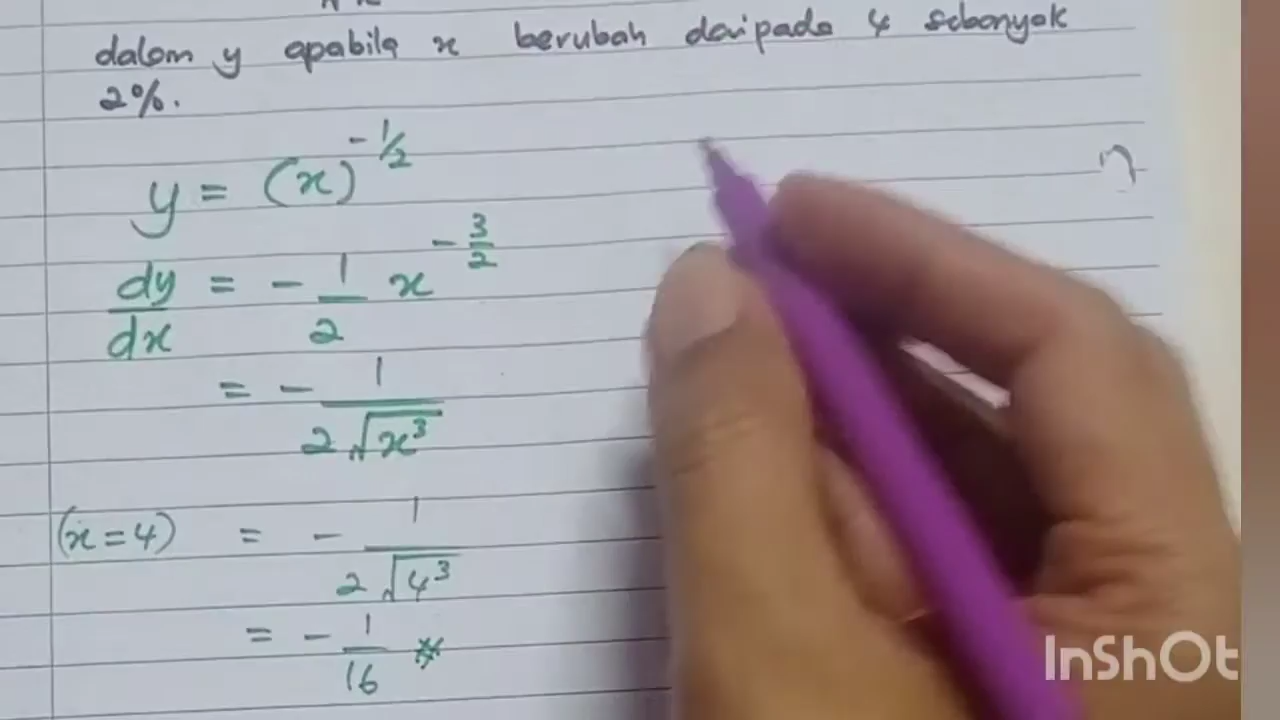 dalam y apabila x berubah daripada 4 sebanyak
2%.
y = (x)^-1/2
dy/dx = - 1/2 x^-3/2
= - 1/(2√x³)
(x = 4) = - 1/(2√4³)
= - 1/16 *
InShOt